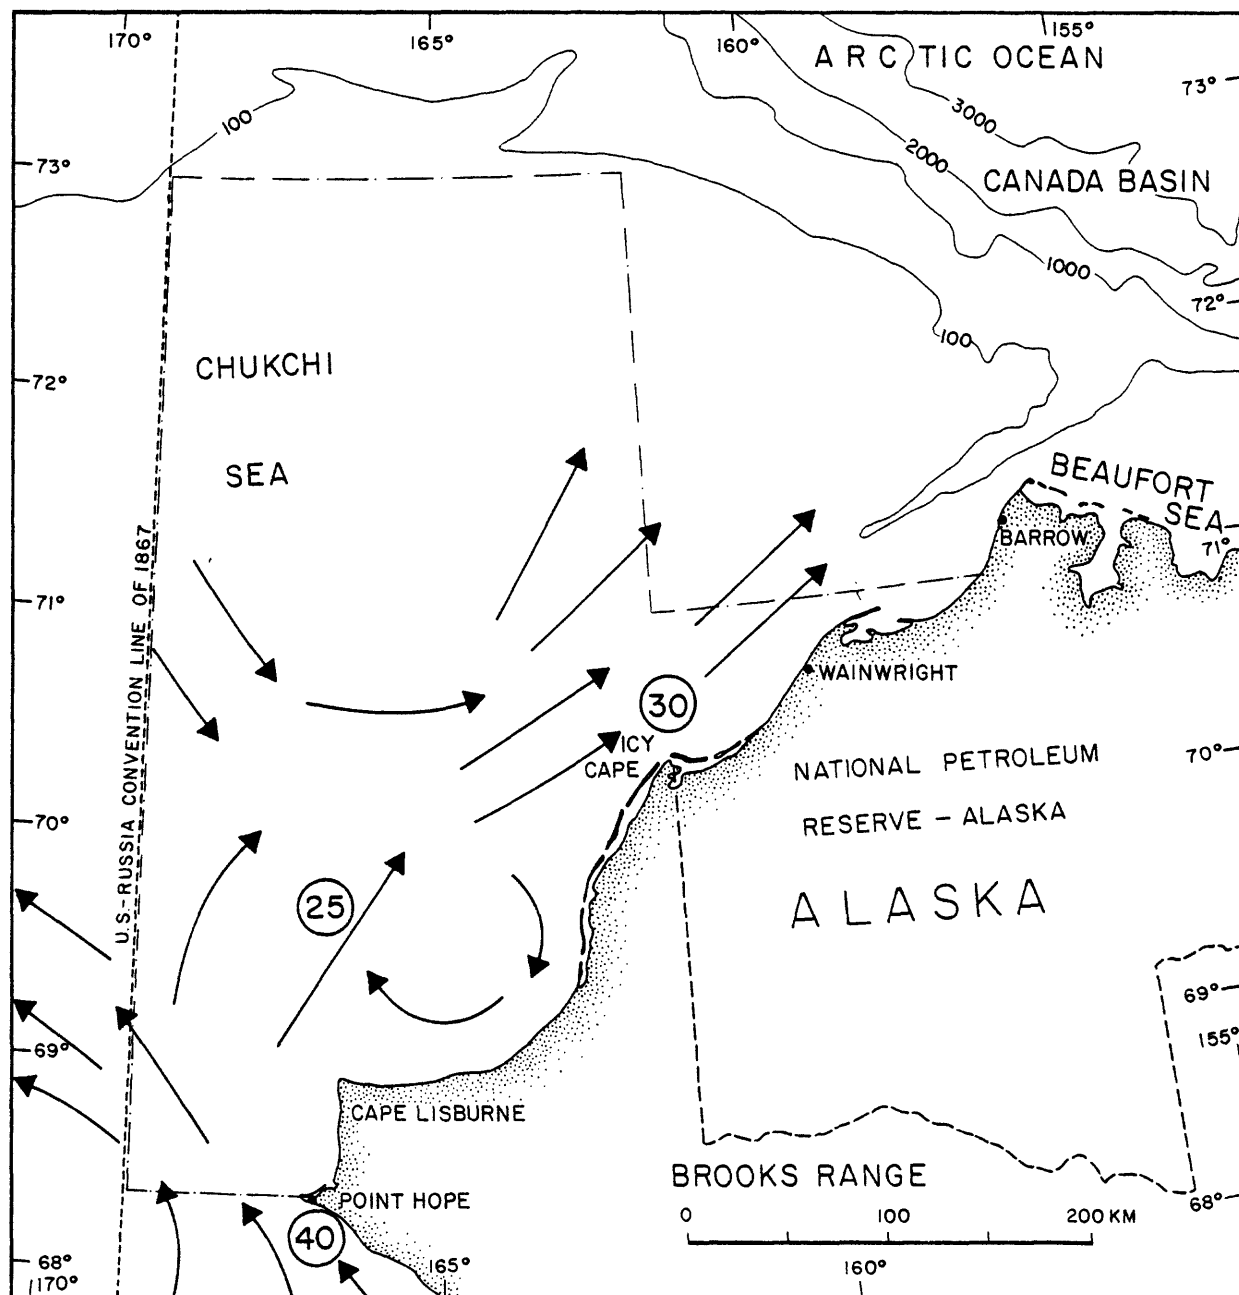 170°
165°
160°
155°
ARCTIC OCEAN
73°
3000
100
2000
73°
CANADA BASIN
1000
72°
100
CHUKCHI
72°
SEA
BEAUFORT
SEA
BARROW
71°
U.S.-RUSSIA CONVENTION LINE OF 1867
71°
WAINWRIGHT
30
ICY
CAPE
NATIONAL PETROLEUM
70°
RESERVE – ALASKA
70°
ALASKA
25
69°
155°
69°
CAPE LISBURNE
BROOKS RANGE
POINT HOPE
68°
0 100 200 KM
40
68°
170°
165°
160°